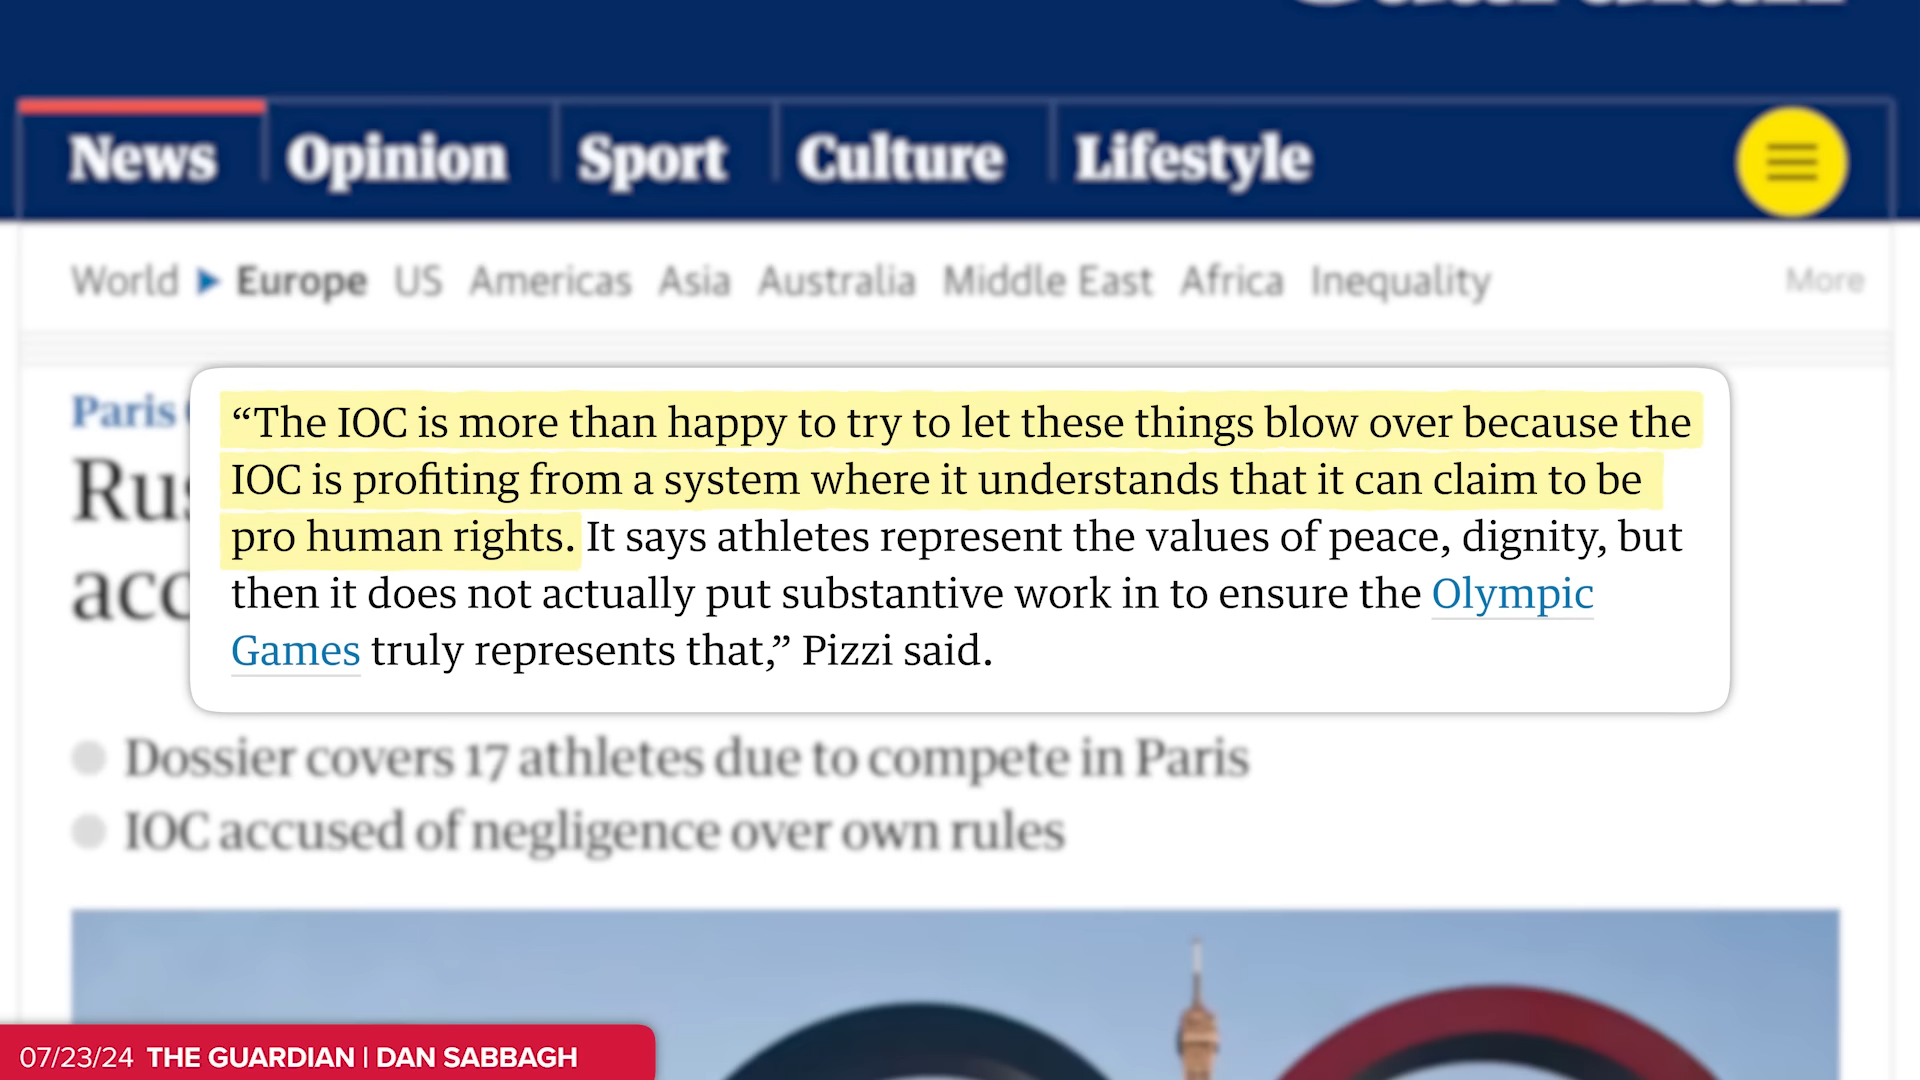 News Opinion Sport Culture Lifestyle
World Europe US Americas Asia Australia Middle East Africa Inequality More
Paris
Rus
acc
“The IOC is more than happy to try to let these things blow over because the
IOC is profiting from a system where it understands that it can claim to be
pro human rights. It says athletes represent the values of peace, dignity, but
then it does not actually put substantive work in to ensure the Olympic
Games truly represents that,” Pizzi said.
Dossier covers 17 athletes due to compete in Paris
IOC accused of negligence over own rules
07/23/24 THE GUARDIAN | DAN SABBAGH